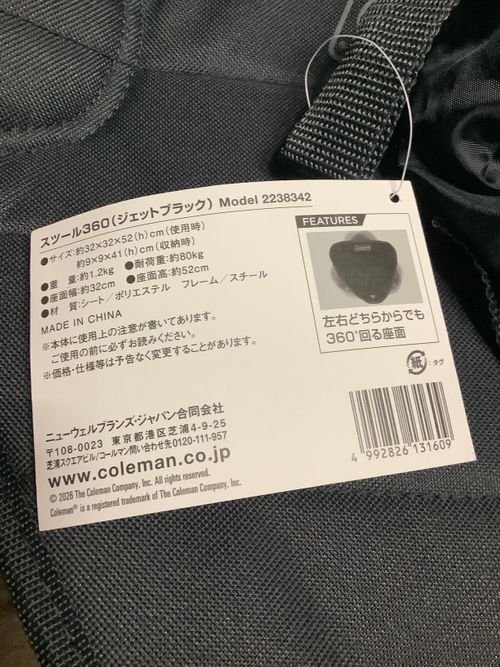 スツール360(ジェットブラック) Model 2238342
●サイズ:約32×32×52(h)cm(使用時)
約9×9×41(h)cm(収納時)
●重 量:約1.2kg ●耐荷重:約80kg
●座面幅:約32cm ●座面高:約52cm
●材 質:シート/ポリエステル フレーム/スチール
MADE IN CHINA
※本体に使用上の注意が書いてあります。
ご使用の前に必ずお読みください。
※価格・仕様等は予告なく変更することがあります。
FEATURES
Coleman
左右どちらからでも
360°回る座面
紙 :タグ
ニューウェルブランズ・ジャパン合同会社
〒108-0023 東京都港区芝浦4-9-25
芝浦スクエアビル/コールマン問い合わせ先0120-111-957
www.coleman.co.jp
© 2026 The Coleman Company, Inc. All rights reserved.
Coleman® is a registered trademark of The Coleman Company, Inc.
4 992826 131609